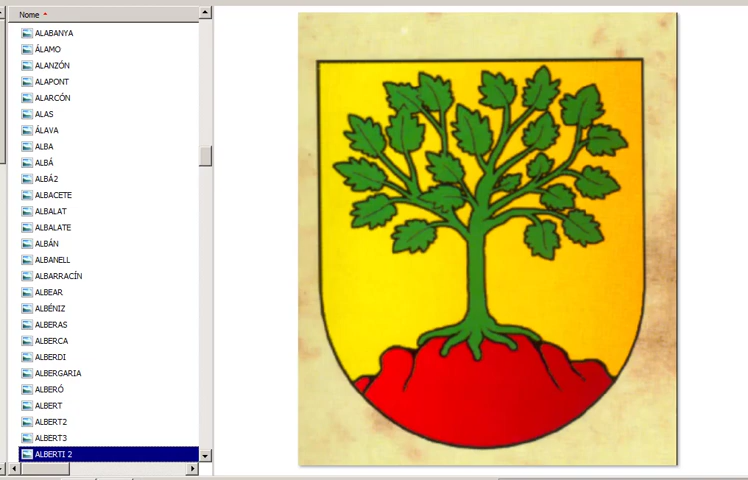 Nome
ALABANYA
ÁLAMO
ALANZÓN
ALAPONT
ALARCÓN
ALAS
ÁLAVA
ALBA
ALBÁ
ALBÁ2
ALBACETE
ALBALAT
ALBALATE
ALBÁN
ALBANELL
ALBARRACÍN
ALBEAR
ALBÉNIZ
ALBERAS
ALBERCA
ALBERDI
ALBERGARIA
ALBERÓ
ALBERT
ALBERT2
ALBERT3
ALBERTI 2